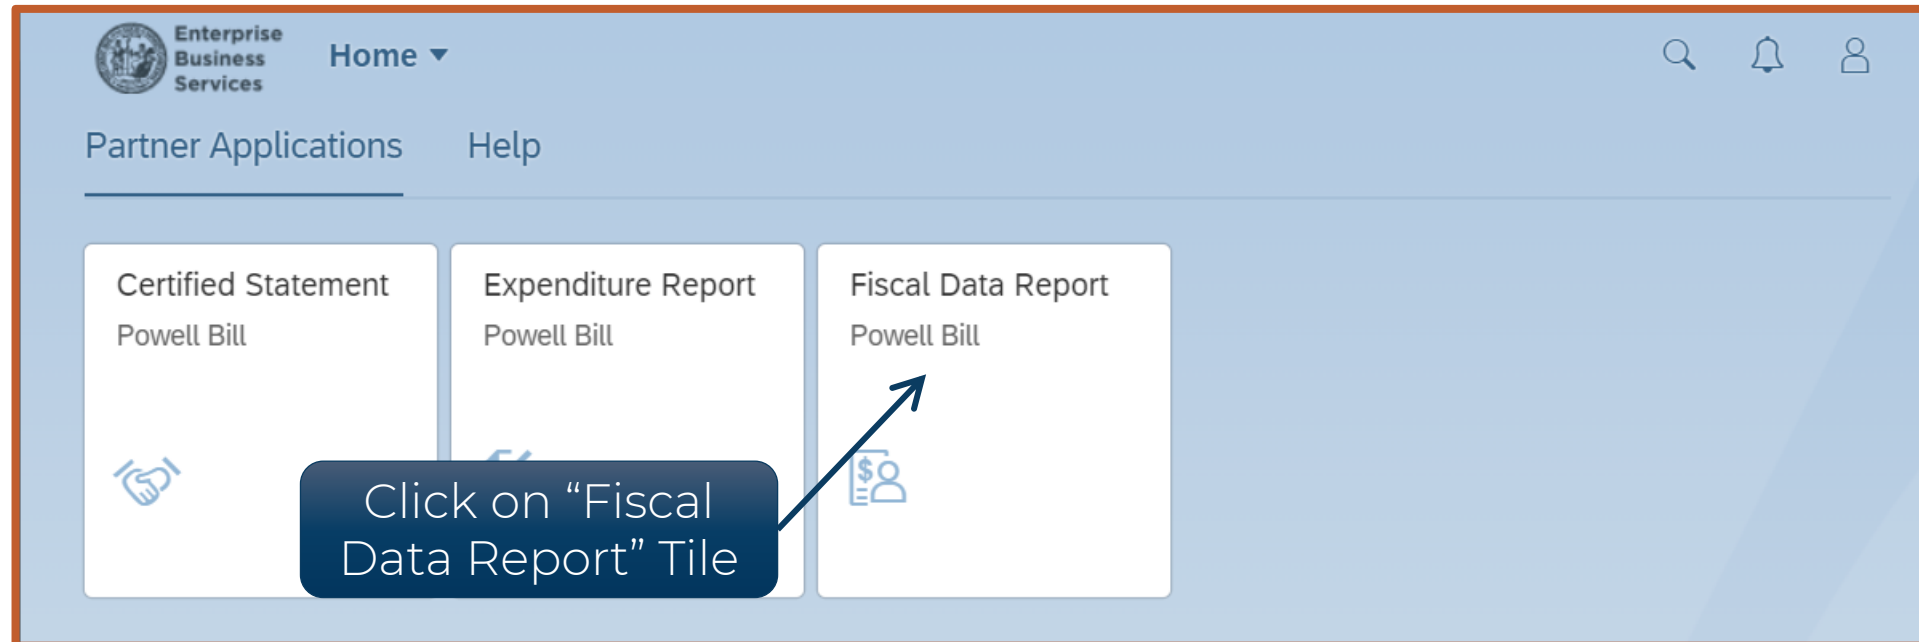 Enterprise
Business
Services
Home
Partner Applications
Help
Certified Statement
Powell Bill
Expenditure Report
Powell Bill
Fiscal Data Report
Powell Bill
$
Click on “Fiscal
Data Report” Tile